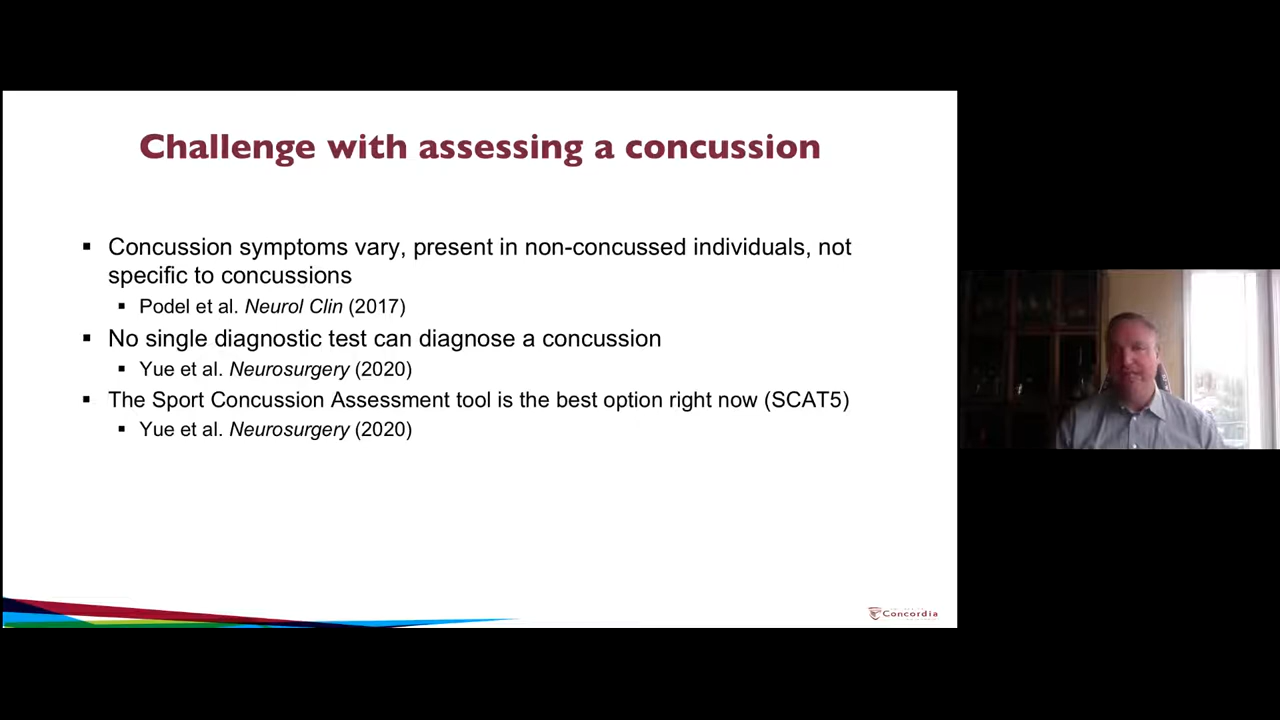 Challenge with assessing a concussion
▪ Concussion symptoms vary, present in non-concussed individuals, not
specific to concussions
▪ Podel et al. Neurol Clin (2017)
▪ No single diagnostic test can diagnose a concussion
▪ Yue et al. Neurosurgery (2020)
▪ The Sport Concussion Assessment tool is the best option right now (SCAT5)
▪ Yue et al. Neurosurgery (2020)
Concordia